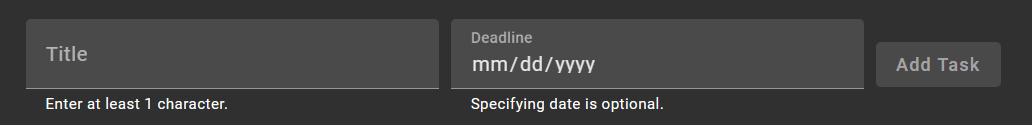 Title
Enter at least 1 character.
Deadline
mm/dd/yyyy
Specifying date is optional.
Add Task